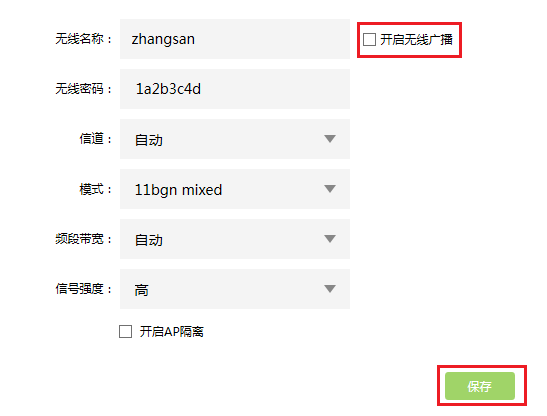 无线名称： zhangsan 开启无线广播
无线密码： 1a2b3c4d
信道： 自动
模式： 11bgn mixed
频段带宽： 自动
信号强度： 高
开启AP隔离
保存